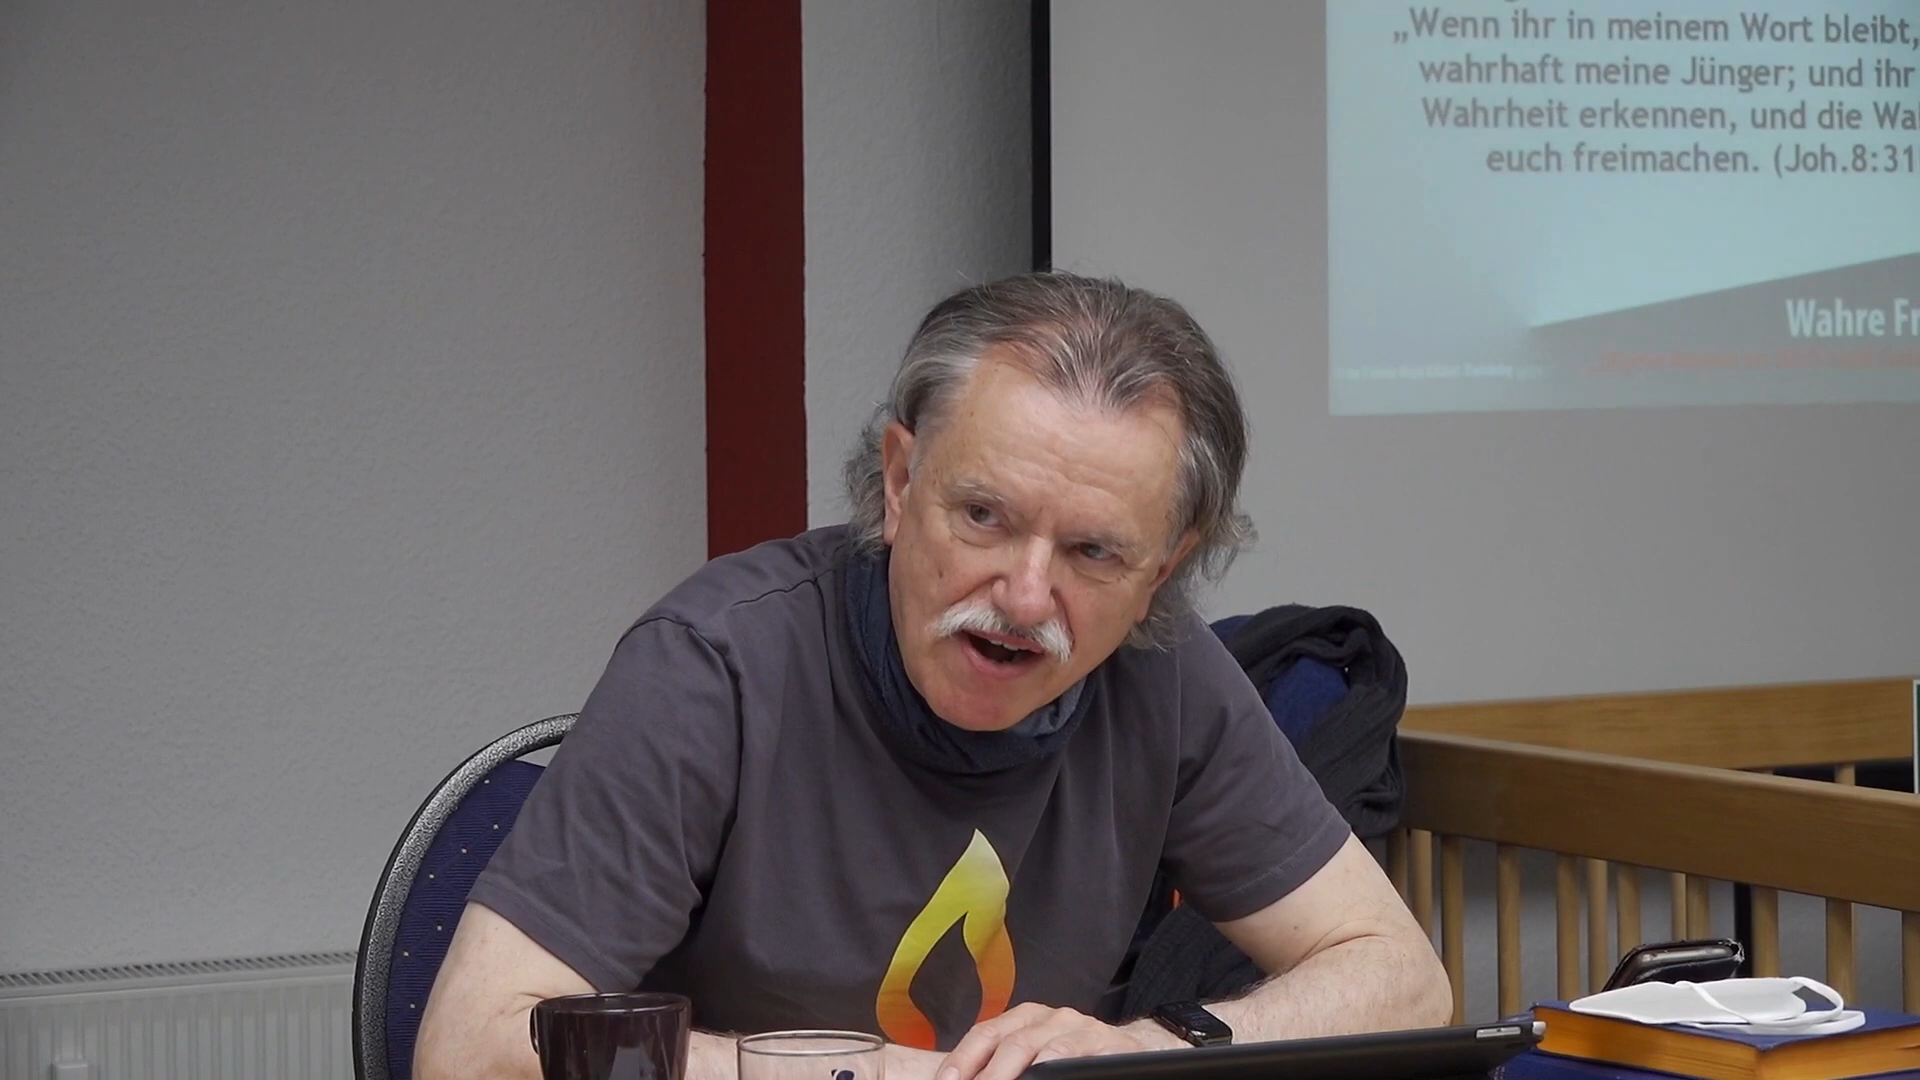 „Wenn ihr in meinem Wort bleibt,
wahrhaft meine Jünger; und ihr
Wahrheit erkennen, und die Wa
euch freimachen. (Joh.8:31
Wahre Fr